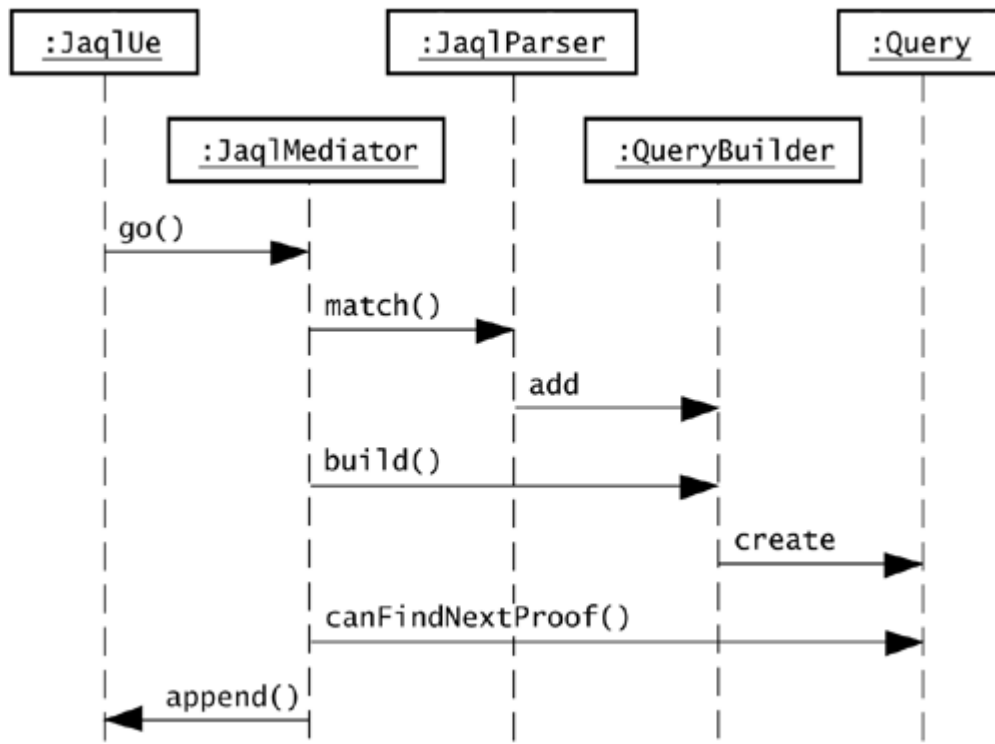 :JaqlUe
:JaqlParser
:Query
:JaqlMediator
:QueryBuilder
go()
match()
add
build()
create
canFindNextProof()
append()